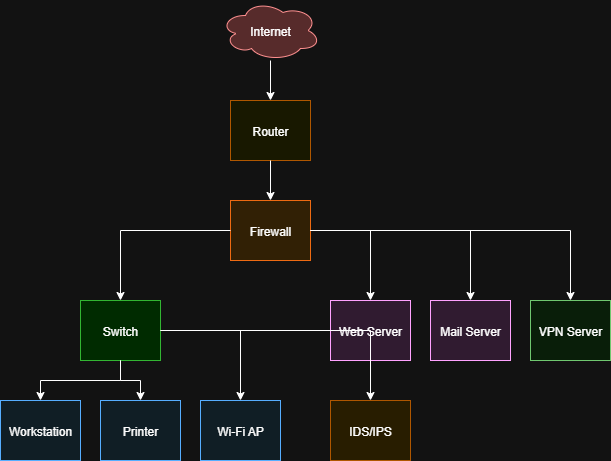 Internet
Router
Firewall
Switch
Web Server
Mail Server
VPN Server
Workstation
Printer
Wi-Fi AP
IDS/IPS